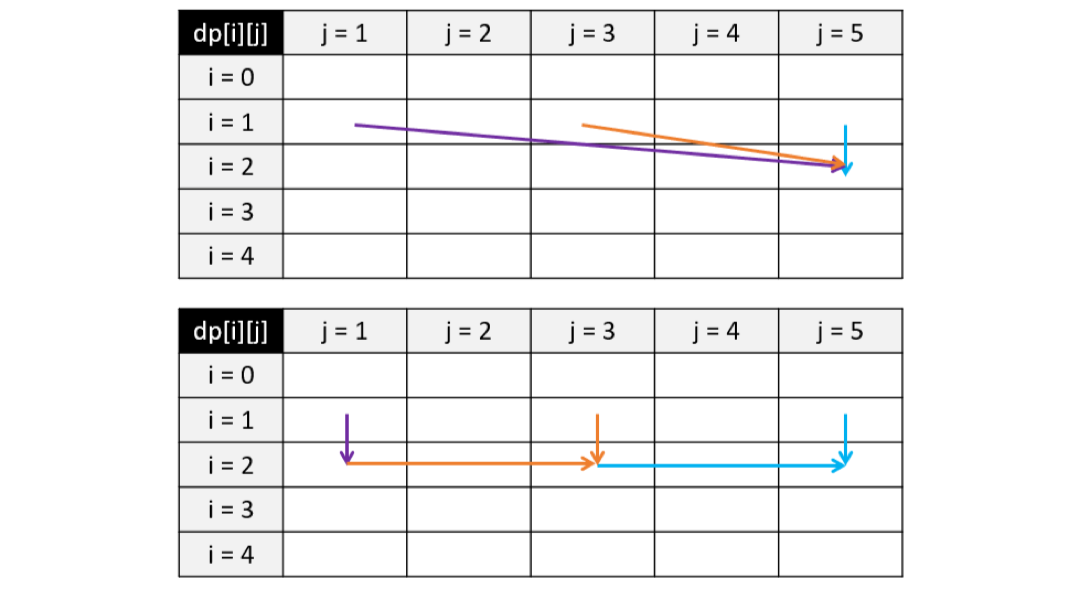 dp[i][j] j = 1 j = 2 j = 3 j = 4 j = 5
i = 0
i = 1
i = 2
i = 3
i = 4
dp[i][j] j = 1 j = 2 j = 3 j = 4 j = 5
i = 0
i = 1
i = 2
i = 3
i = 4